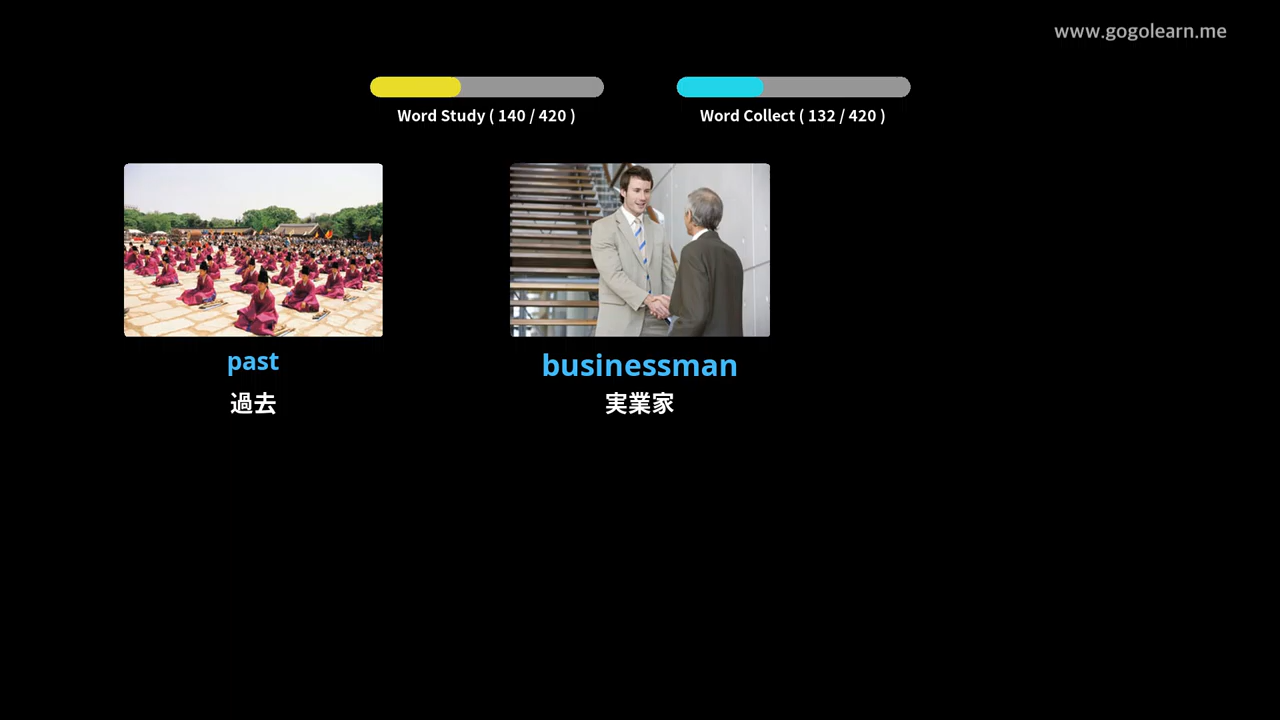 www.gogolearn.me
Word Study ( 140 / 420 )
Word Collect ( 132 / 420 )
past
過去
businessman
実業家